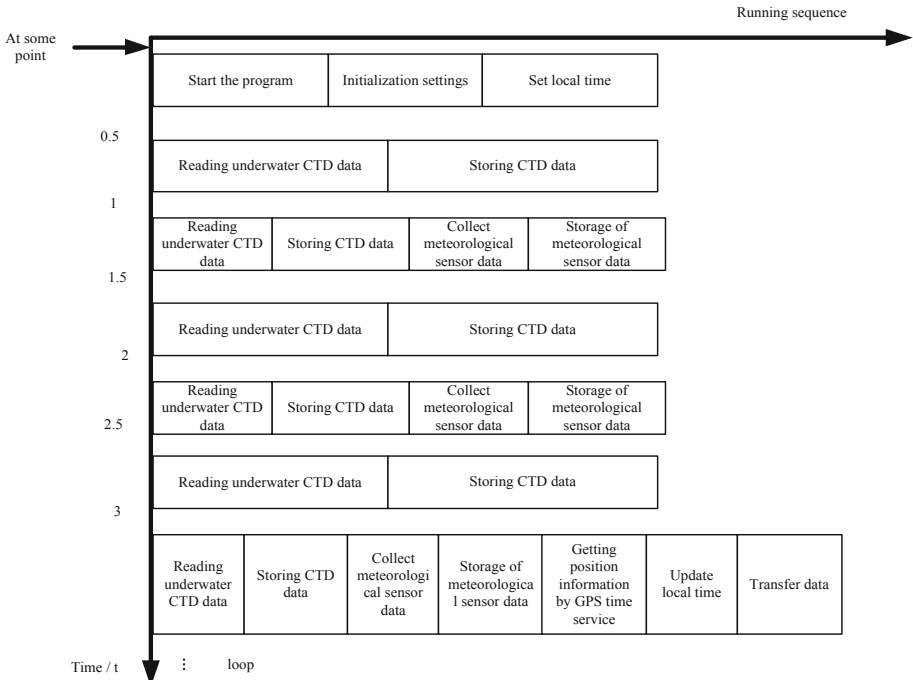 Running sequence
At some
point
Start the program
Initialization settings
Set local time
0.5
Reading underwater CTD data
Storing CTD data
1
Reading
underwater CTD
data
Storing CTD data
Collect
meteorological
sensor data
Storage of
meteorological
sensor data
1.5
Reading underwater CTD data
Storing CTD data
2
Reading
underwater CTD
data
Storing CTD data
Collect
meteorological
sensor data
Storage of
meteorological
sensor data
2.5
Reading underwater CTD data
Storing CTD data
3
Reading
underwater
CTD data
Storing CTD
data
Collect
meteorologi
cal sensor
data
Storage of
meteorologica
l sensor data
Getting
position
information
by GPS time
service
Update
local time
Transfer data
Time / t
⋮
loop